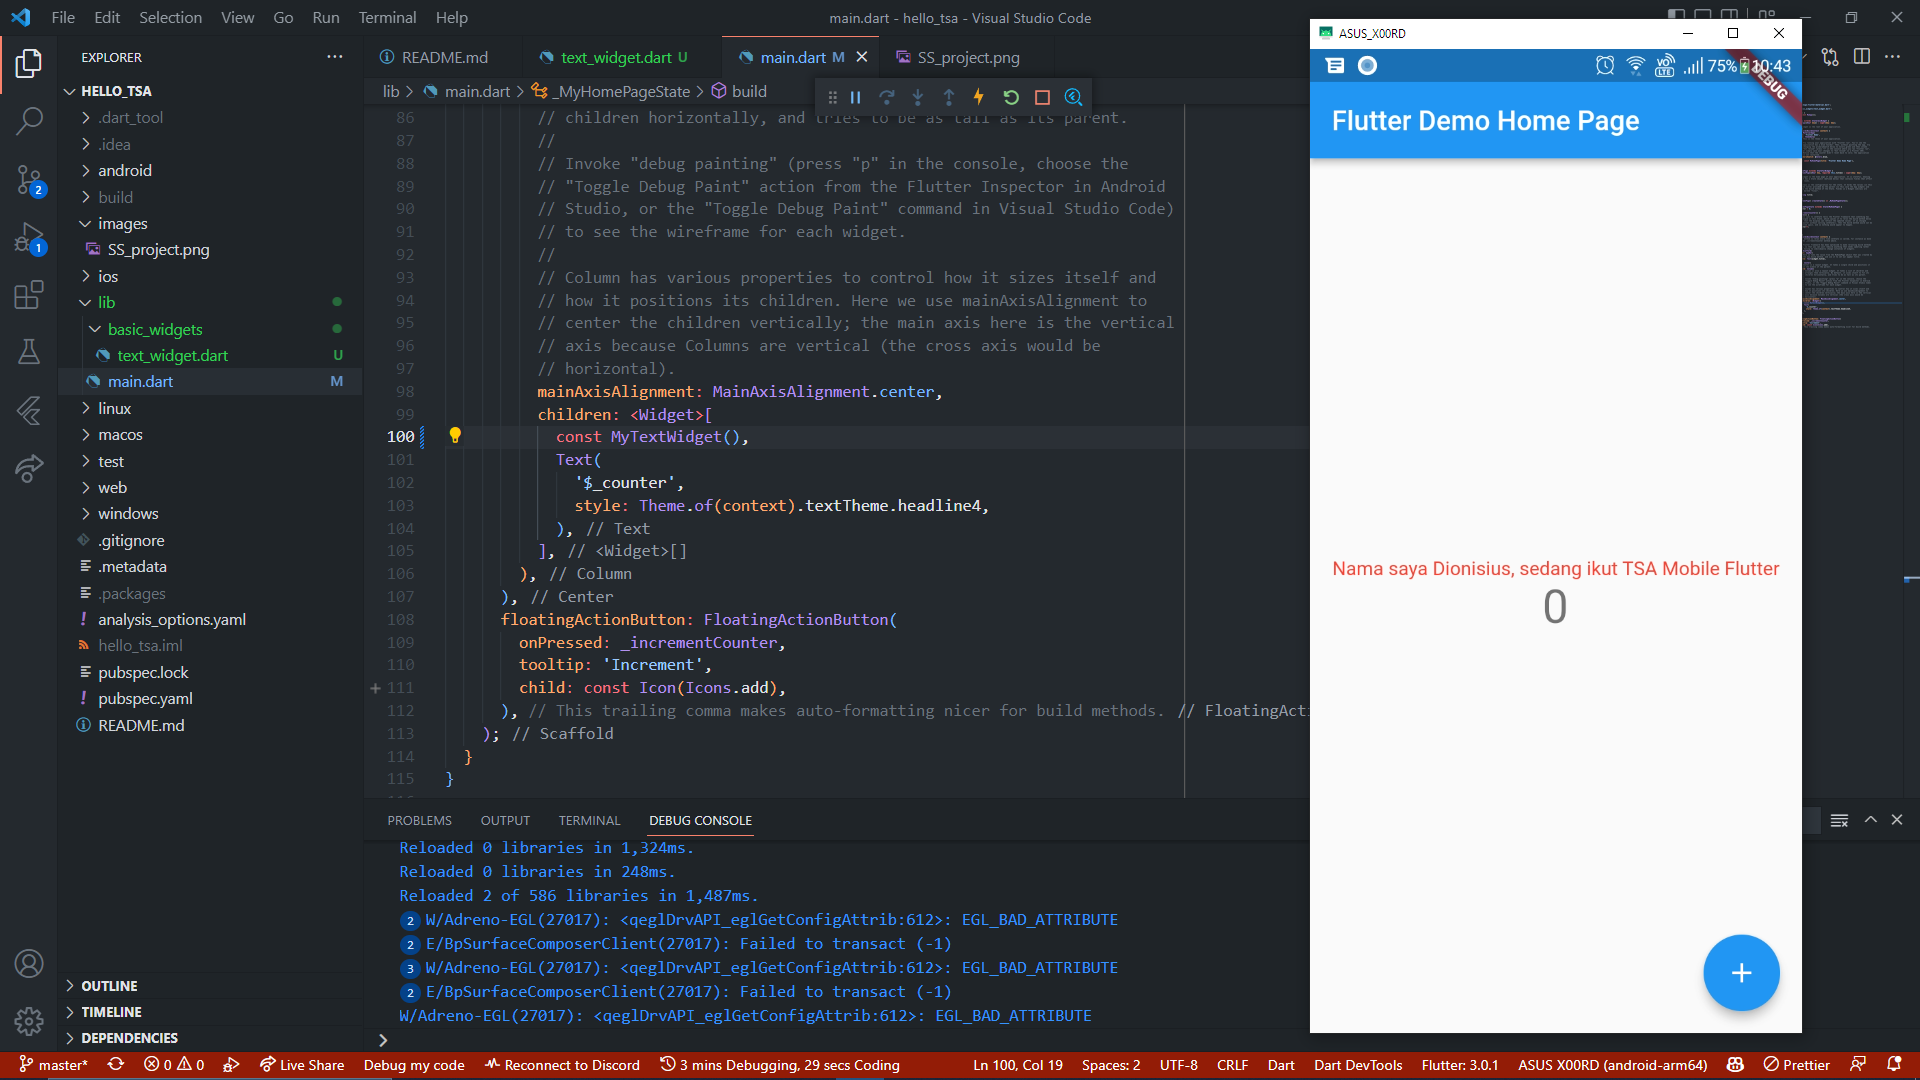 File Edit Selection View Go Run Terminal Help
main.dart - hello_tsa - Visual Studio Code
EXPLORER
HELLO_TSA
.dart_tool
.idea
android
build
images
SS_project.png
ios
lib
basic_widgets
text_widget.dart U
main.dart M
linux
macos
test
web
windows
.gitignore
.metadata
.packages
analysis_options.yaml
hello_tsa.iml
pubspec.lock
pubspec.yaml
README.md
OUTLINE
TIMELINE
DEPENDENCIES
2
1
README.md text_widget.dart U main.dart M SS_project.png
lib > main.dart > _MyHomePageState > build
86 // children horizontally, and tries to be as tall as its parent.
87 //
88 // Invoke "debug painting" (press "p" in the console, choose the
89 // "Toggle Debug Paint" action from the Flutter Inspector in Android
90 // Studio, or the "Toggle Debug Paint" command in Visual Studio Code)
91 // to see the wireframe for each widget.
92 //
93 // Column has various properties to control how it sizes itself and
94 // how it positions its children. Here we use mainAxisAlignment to
95 // center the children vertically; the main axis here is the vertical
96 // axis because Columns are vertical (the cross axis would be
97 // horizontal).
98 mainAxisAlignment: MainAxisAlignment.center,
99 children: <Widget>[
100 const MyTextWidget(),
101 Text(
102 '$_counter',
103 style: Theme.of(context).textTheme.headline4,
104 ), // Text
105 ], // <Widget>[]
106 ), // Column
107 ), // Center
108 floatingActionButton: FloatingActionButton(
109 onPressed: _incrementCounter,
110 tooltip: 'Increment',
111 child: const Icon(Icons.add),
112 ), // This trailing comma makes auto-formatting nicer for build methods. // FloatingActi
113 ); // Scaffold
114 }
115 }
PROBLEMS OUTPUT TERMINAL DEBUG CONSOLE
Reloaded 0 libraries in 1,324ms.
Reloaded 0 libraries in 248ms.
Reloaded 2 of 586 libraries in 1,487ms.
2 W/Adreno-EGL(27017): <qeglDrvAPI_eglGetConfigAttrib:612>: EGL_BAD_ATTRIBUTE
2 E/BpSurfaceComposerClient(27017): Failed to transact (-1)
3 W/Adreno-EGL(27017): <qeglDrvAPI_eglGetConfigAttrib:612>: EGL_BAD_ATTRIBUTE
2 E/BpSurfaceComposerClient(27017): Failed to transact (-1)
W/Adreno-EGL(27017): <qeglDrvAPI_eglGetConfigAttrib:612>: EGL_BAD_ATTRIBUTE
ASUS_X00RD
VO LTE 75% 10:43
DEBUG
Flutter Demo Home Page
Nama saya Dionisius, sedang ikut TSA Mobile Flutter
0
master* 0 0 Live Share Debug my code Reconnect to Discord 3 mins Debugging, 29 secs Coding Ln 100, Col 19 Spaces: 2 UTF-8 CRLF Dart Dart DevTools Flutter: 3.0.1 ASUS X00RD (android-arm64) Prettier